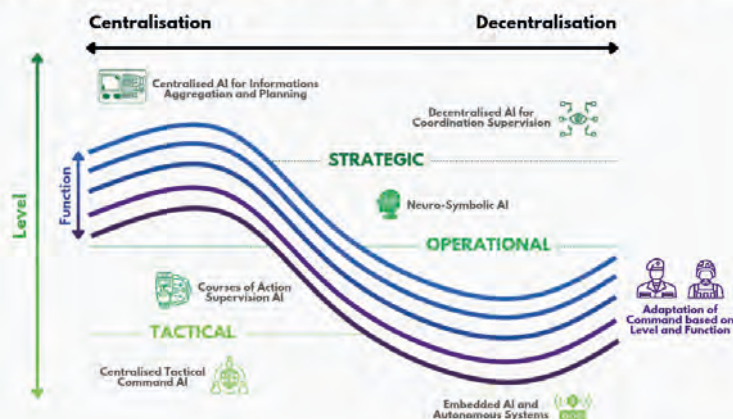 Centralisation
Decentralisation
Centralised AI for Informations
Aggregation and Planning
Decentralised AI for
Coordination Supervision
STRATEGIC
Level
Function
Neuro-Symbolic AI
OPERATIONAL
Courses of Action
Supervision AI
Adaptation of
Command based on
Level and Function
TACTICAL
Centralised Tactical
Command AI
Embedded AI and
Autonomous Systems